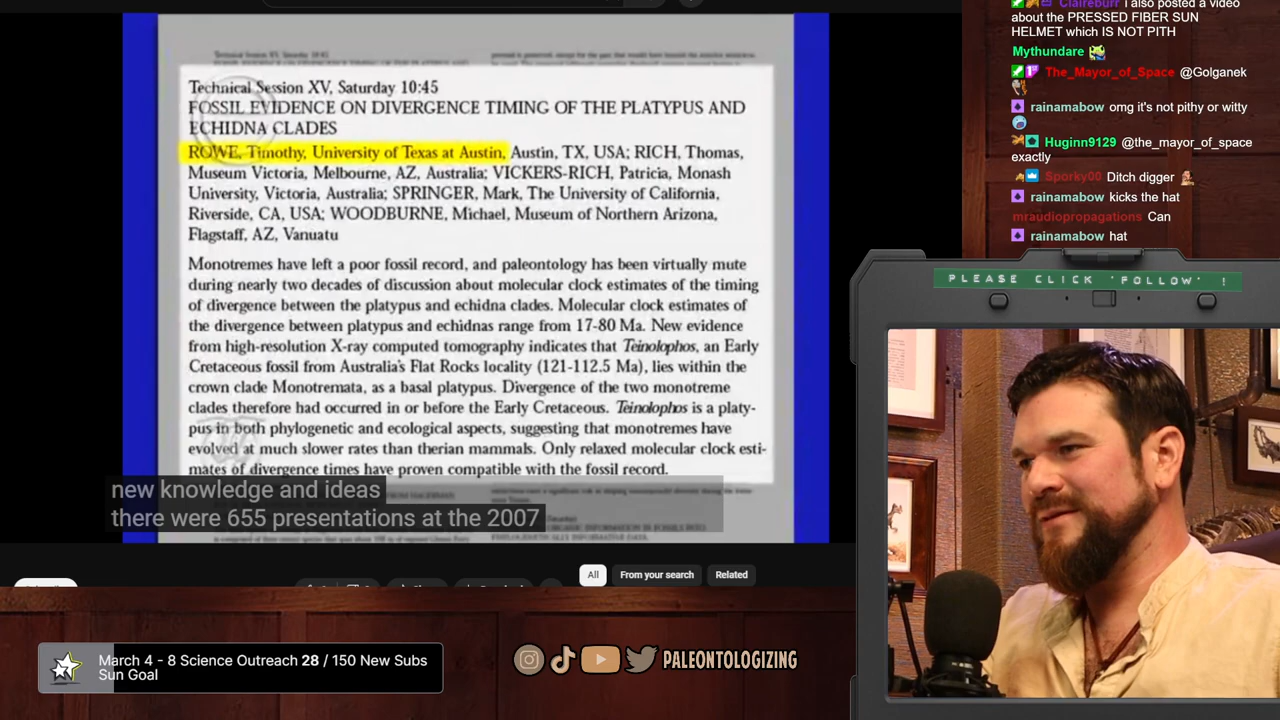 Technical Session XV, Saturday 10:45
FOSSIL EVIDENCE ON DIVERGENCE TIMING OF THE PLATYPUS AND
ECHIDNA CLADES
ROWE, Timothy, University of Texas at Austin, Austin, TX, USA; RICH, Thomas,
Museum Victoria, Melbourne, AZ, Australia; VICKERS-RICH, Patricia, Monash
University, Victoria, Australia; SPRINGER, Mark, The University of California,
Riverside, CA, USA; WOODBURNE, Michael, Museum of Northern Arizona,
Flagstaff, AZ, Vanuatu
Monotremes have left a poor fossil record, and paleontology has been virtually mute
during nearly two decades of discussion about molecular clock estimates of the timing
of divergence between the platypus and echidna clades. Molecular clock estimates of
the divergence between platypus and echidnas range from 17-80 Ma. New evidence
from high-resolution X-ray computed tomography indicates that Teinolophos, an Early
Cretaceous fossil from Australia's Flat Rocks locality (121-112.5 Ma), lies within the
crown clade Monotremata, as a basal platypus. Divergence of the two monotreme
clades therefore had occurred in or before the Early Cretaceous. Teinolophos is a platy-
pus in both phylogenetic and ecological aspects, suggesting that monotremes have
evolved at much slower rates than therian mammals. Only relaxed molecular clock esti-
mates of divergence times have proven compatible with the fossil record.
new knowledge and ideas
there were 655 presentations at the 2007
All
From your search
Related
Claireburr I also posted a video
about the PRESSED FIBER SUN
HELMET which IS NOT PITH
Mythundare
The_Mayor_of_Space @Golganek
rainamabow omg it's not pithy or witty
Huginn9129 @the_mayor_of_space
exactly
Sporky00 Ditch digger
rainamabow kicks the hat
mraudiopropagations Can
rainamabow hat
PLEASE CLICK "FOLLOW" !
March 4 - 8 Science Outreach 28 / 150 New Subs
Sun Goal
PALEONTOLOGIZING